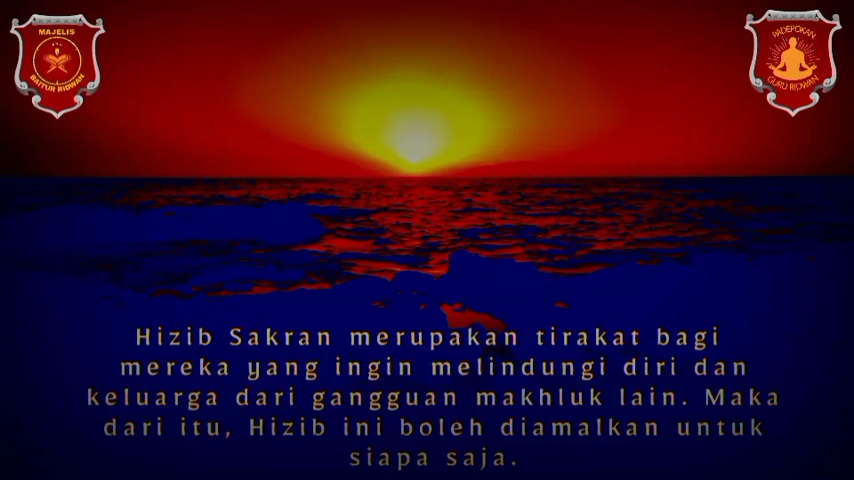 MAJELIS
BAITUR RIDWAN
PADEPOKAN
GURU RIDWAN
Hizib Sakran merupakan tirakat bagi
mereka yang ingin melindungi diri dan
keluarga dari gangguan makhluk lain. Maka
dari itu, Hizib ini boleh diamalkan untuk
siapa saja.